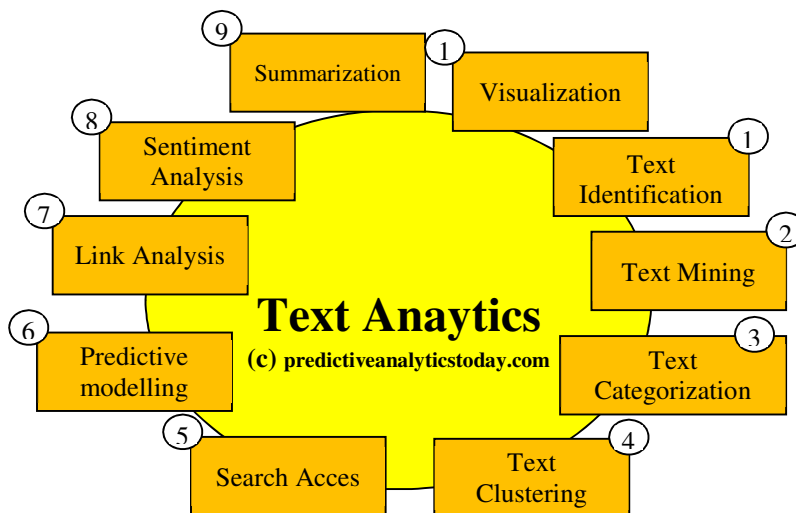 9
Summarization
1
Visualization
8
Sentiment
Analysis
1
Text
Identification
7
Link Analysis
2
Text Mining
Text Anaytics
(c) predictiveanalyticstoday.com
6
Predictive
modelling
3
Text
Categorization
5
Search Acces
4
Text
Clustering